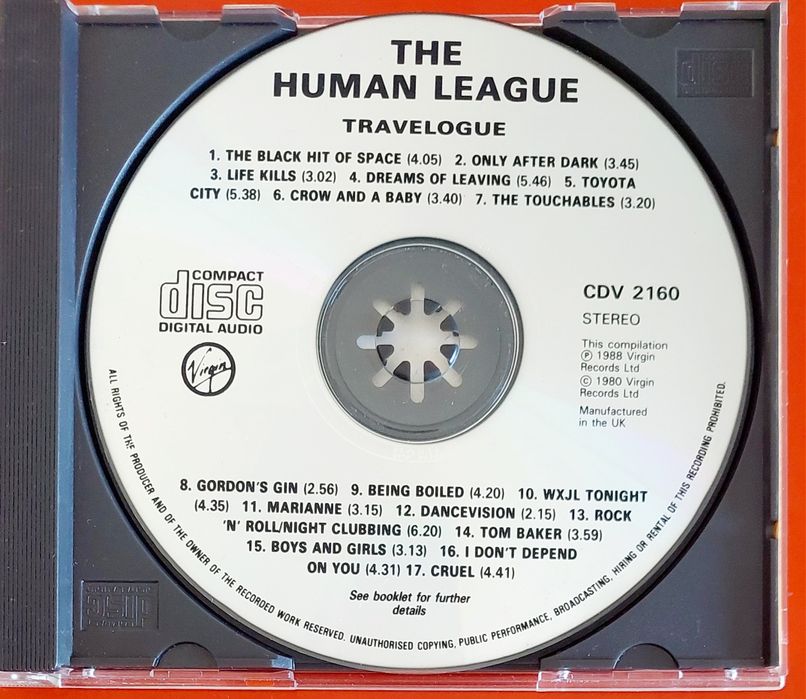 THE
HUMAN LEAGUE
TRAVELOGUE
1. THE BLACK HIT OF SPACE (4.05) 2. ONLY AFTER DARK (3.45)
3. LIFE KILLS (3.02) 4. DREAMS OF LEAVING (5.46) 5. TOYOTA
CITY (5.38) 6. CROW AND A BABY (3.40) 7. THE TOUCHABLES (3.20)
COMPACT
disc
DIGITAL AUDIO
Virgin
CDV 2160
STEREO
This compilation
Ⓟ 1988 Virgin
Records Ltd
© 1980 Virgin
Records Ltd
Manufactured
in the UK
8. GORDON'S GIN (2.56) 9. BEING BOILED (4.20) 10. WXJL TONIGHT
(4.35) 11. MARIANNE (3.15) 12. DANCEVISION (2.15) 13. ROCK
'N' ROLL/NIGHT CLUBBING (6.20) 14. TOM BAKER (3.59)
15. BOYS AND GIRLS (3.13) 16. I DON'T DEPEND
ON YOU (4.31) 17. CRUEL (4.41)
See booklet for further
details
ALL RIGHTS OF THE PRODUCER AND OF THE OWNER OF THE RECORDED WORK RESERVED. UNAUTHORISED COPYING, PUBLIC PERFORMANCE, BROADCASTING, HIRING OR RENTAL OF THIS RECORDING PROHIBITED.
disc
disc